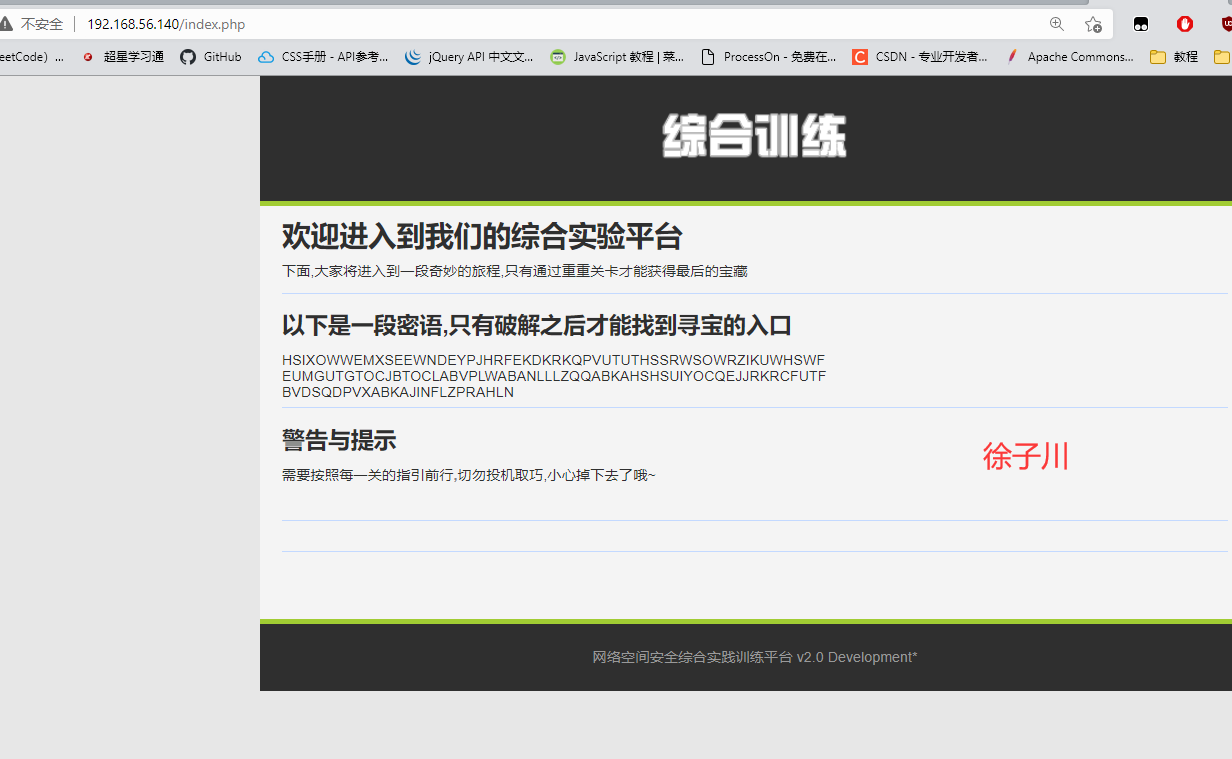 不安全 192.168.56.140/index.php
eetCode) ... 超星学习通 GitHub CSS手册 - API参考... jQuery API 中文文... JavaScript 教程 | 菜... ProcessOn - 免费在... CSDN - 专业开发者... Apache Commons... 教程
综合训练
欢迎进入到我们的综合实验平台
下面,大家将进入到一段奇妙的旅程,只有通过重重关卡才能获得最后的宝藏
以下是一段密语,只有破解之后才能找到寻宝的入口
HSIXOWWEMXSEEWNDEYPJHRFEKDKRKQPVUTUTHSSRWSOWRZIKUWHSWF
EUMGUTGTOCJBTOCLABVPLWABANLLLZQQABKAHSHSUIYOCQEJJRKRCFUTF
BVDSQDPVXABKAJINFLZPRAHLN
警告与提示
徐子川
需要按照每一关的指引前行,切勿投机取巧,小心掉下去了哦~
网络空间安全综合实践训练平台 v2.0 Development*